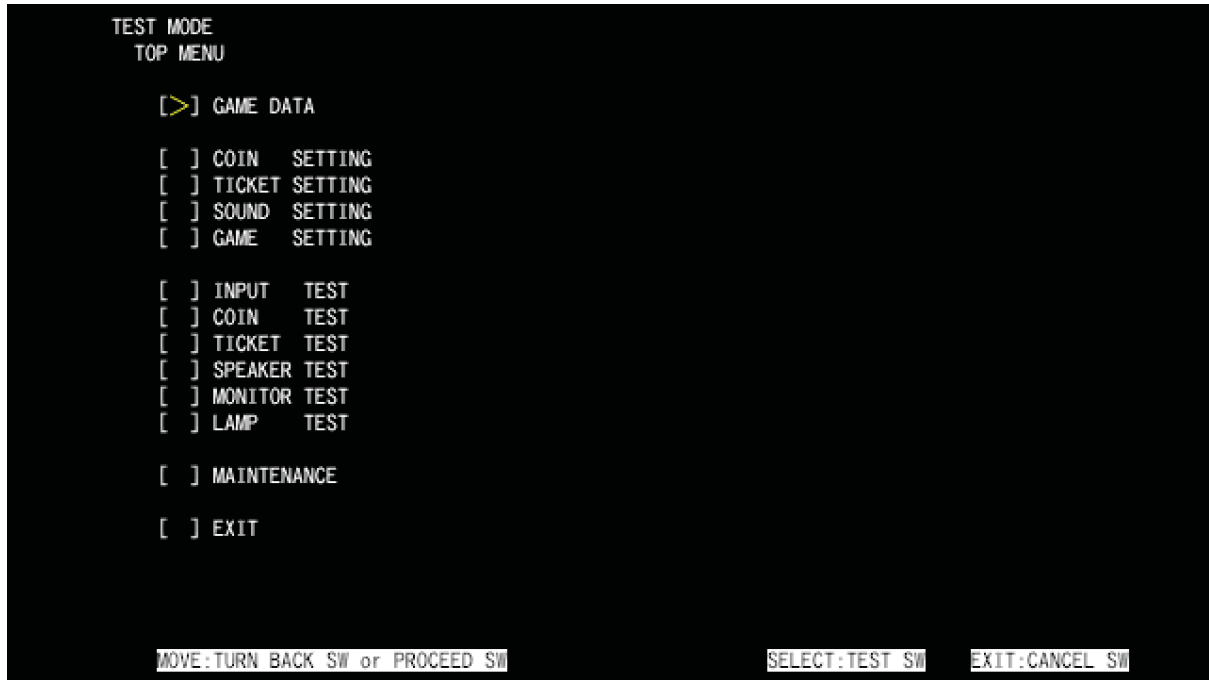 TEST MODE
TOP MENU
[>] GAME DATA
[ ] COIN SETTING
[ ] TICKET SETTING
[ ] SOUND SETTING
[ ] GAME SETTING
[ ] INPUT TEST
[ ] COIN TEST
[ ] TICKET TEST
[ ] SPEAKER TEST
[ ] MONITOR TEST
[ ] LAMP TEST
[ ] MAINTENANCE
[ ] EXIT
MOVE:TURN BACK SW or PROCEED SW SELECT:TEST SW EXIT:CANCEL SW